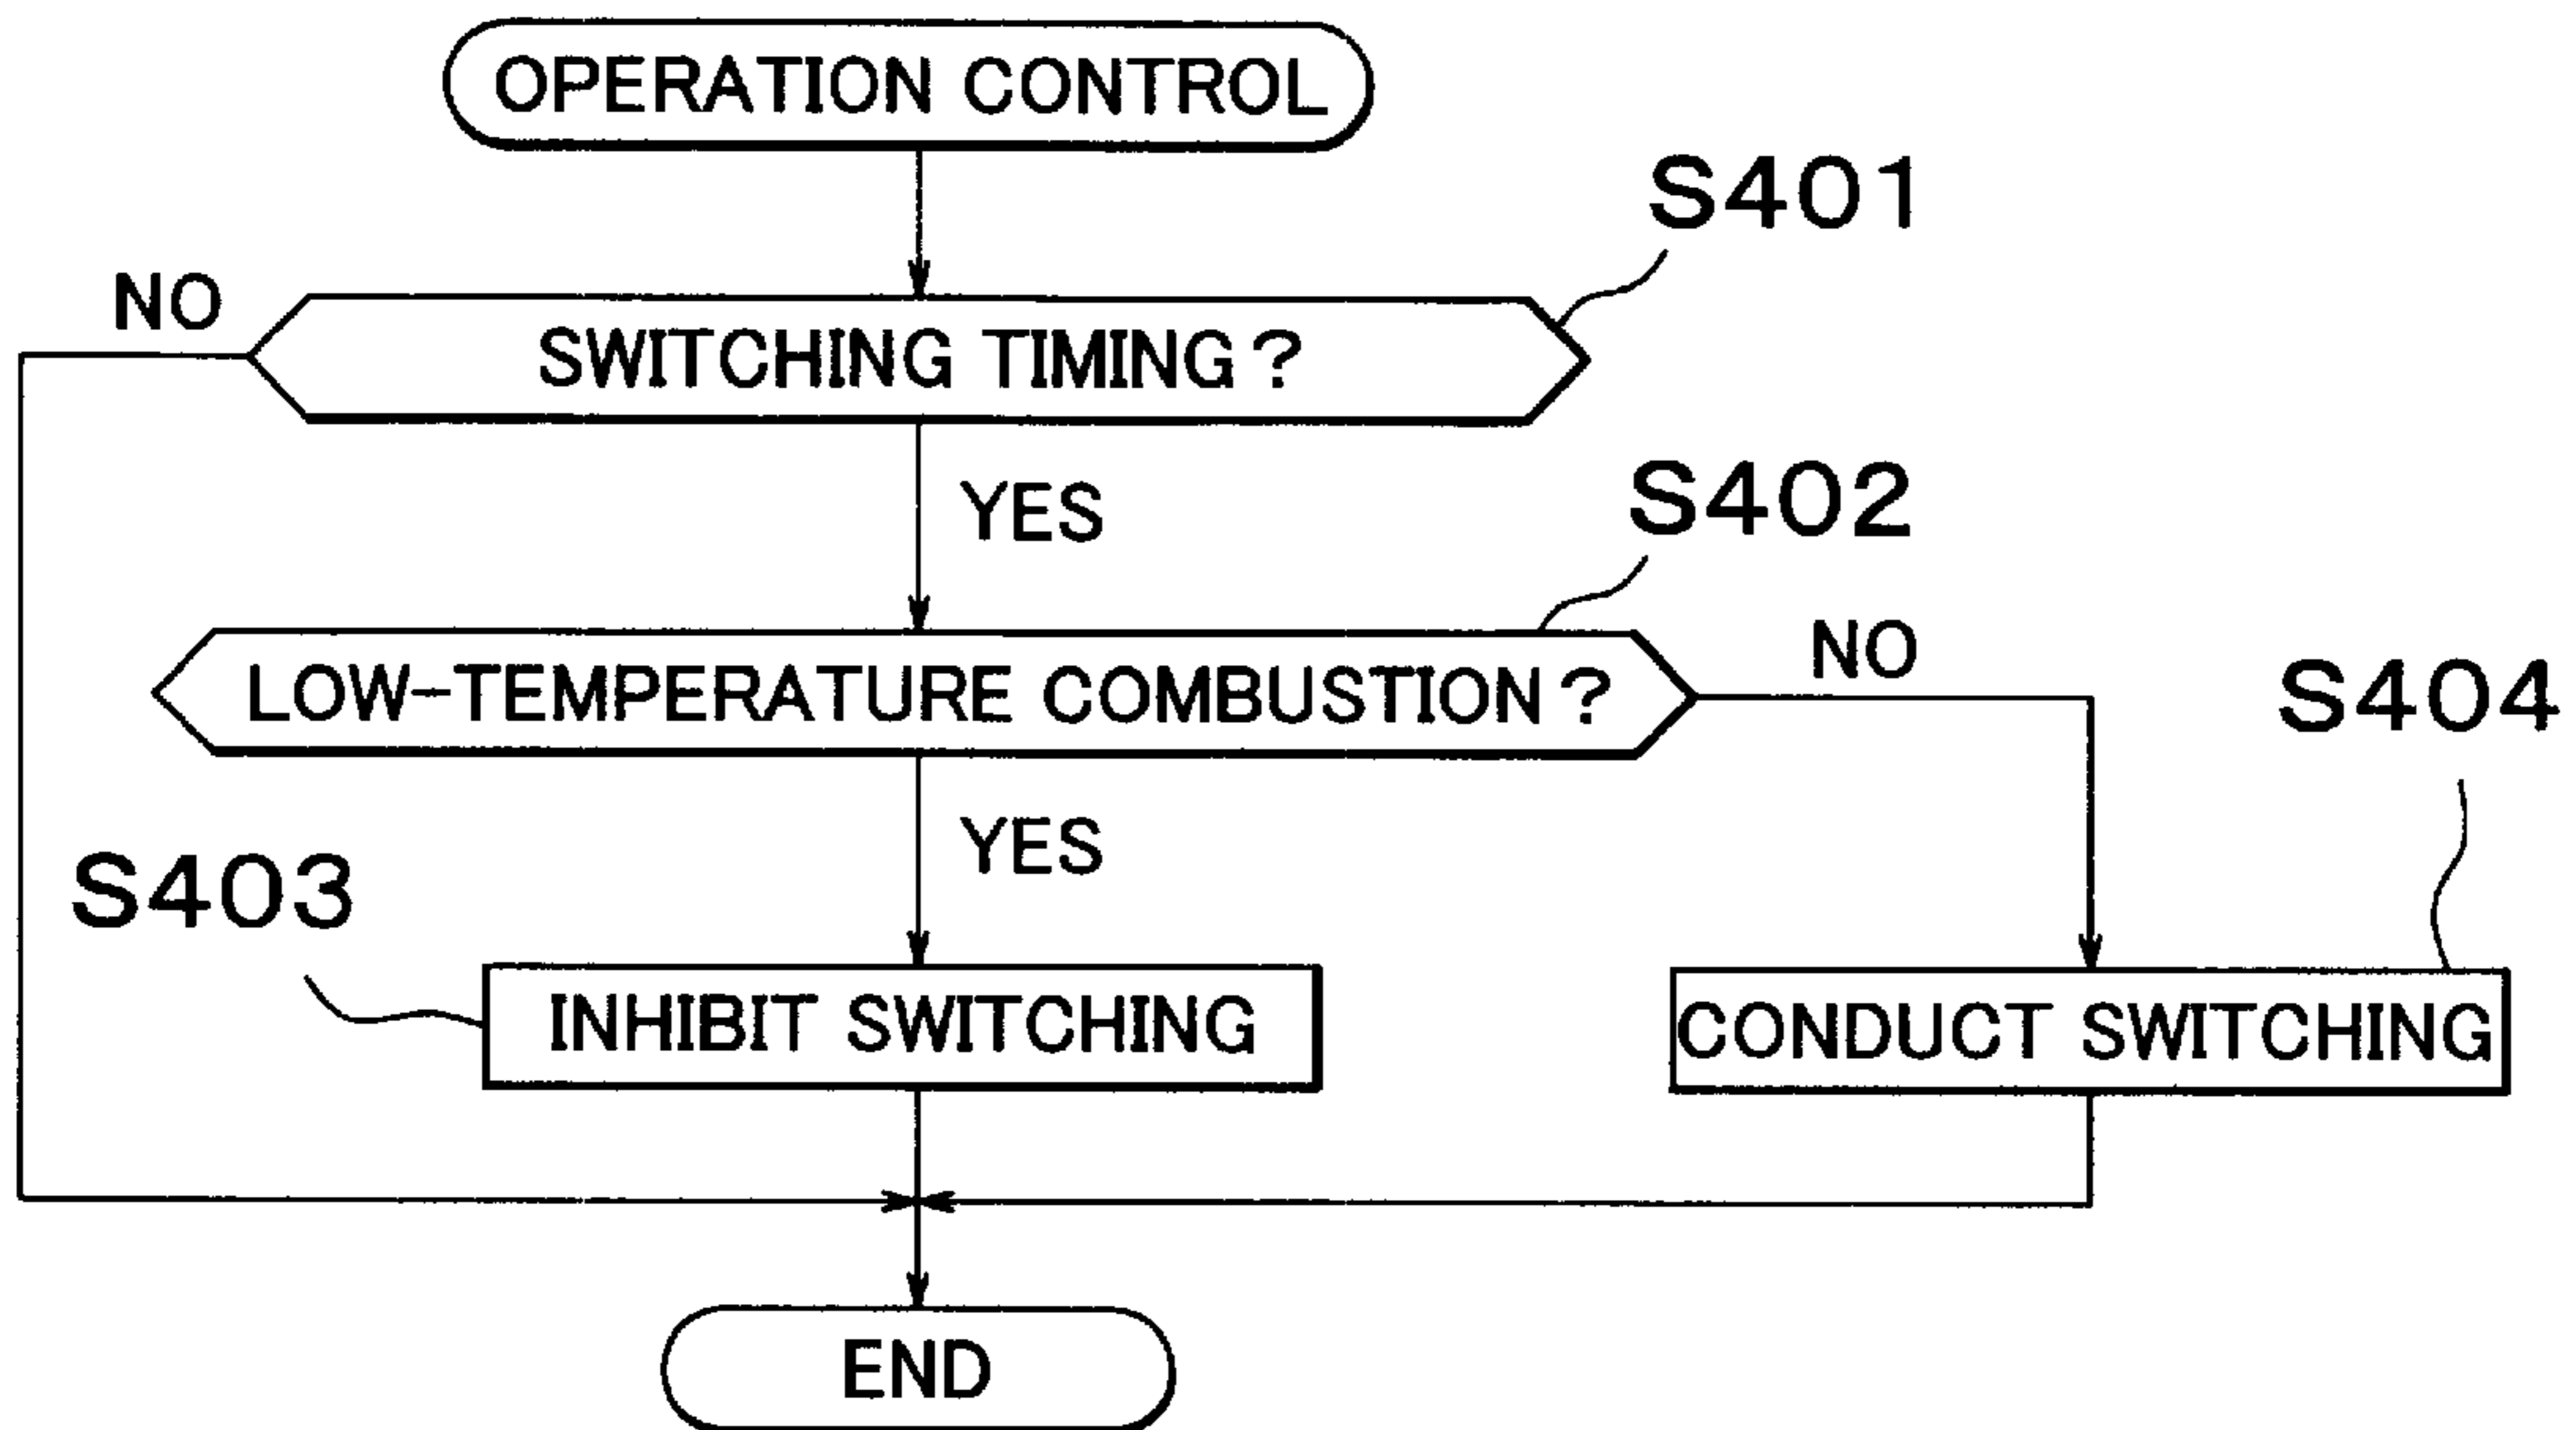 OPERATION CONTROL
S401
NO
SWITCHING TIMING?
YES
S402
NO
LOW-TEMPERATURE COMBUSTION?
S404
YES
S403
INHIBIT SWITCHING
CONDUCT SWITCHING
END